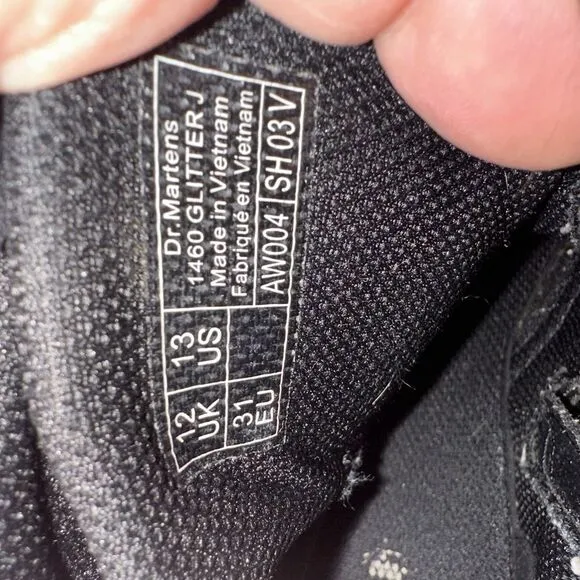 Dr.Martens
1460 GLITTER J
Made in Vietnam
Fabriqué en Vietnam
AW004 SH 03 V
12 13
UK US
31
EU